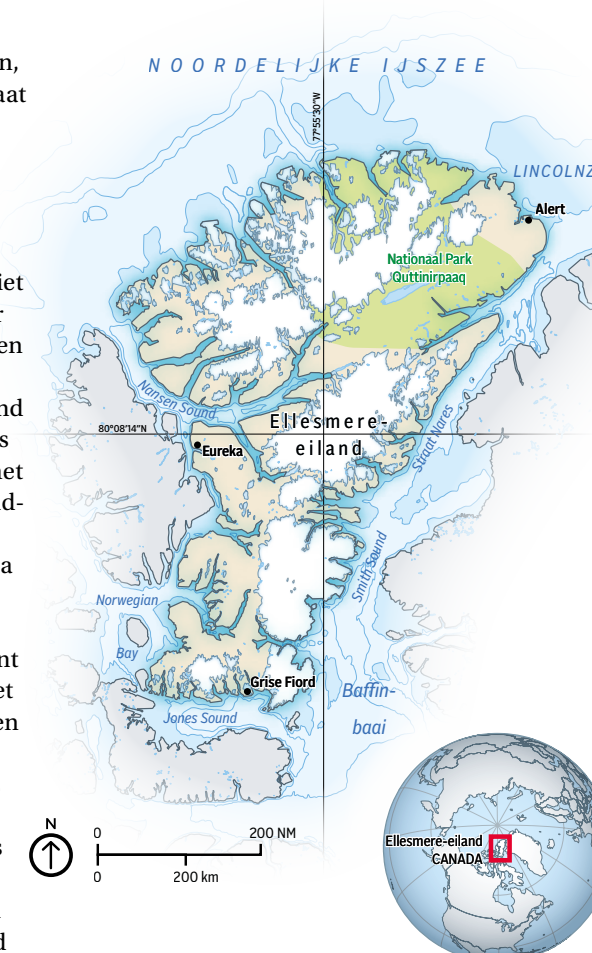 n,
aat
iet
r
en
nd
s
net
nd-
a
nt
et
en
s
d
NOORDELIJKE IJSZEE
77°55'30"W
LINCOLNZ
Alert
Nationaal Park
Quttinirpaaq
Nansen Sound
Ellesmere-
eiland
80°08'14"N
Eureka
Straat Nares
Smith Sound
Norwegian
Bay
Grise Fiord
Baffin-
baai
Jones Sound
N
0 200 NM
0 200 km
Ellesmere-eiland
CANADA